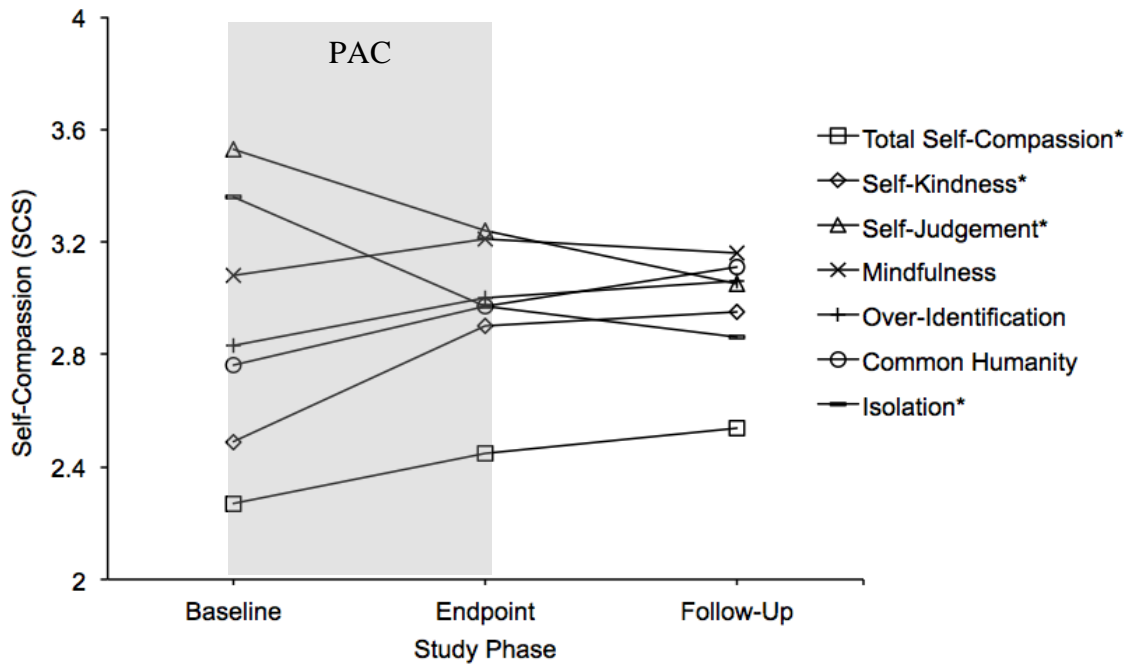 PAC
4
3.6
3.2
2.8
2.4
2
Self-Compassion (SCS)
Baseline
Endpoint
Follow-Up
Study Phase
Total Self-Compassion*
Self-Kindness*
Self-Judgement*
Mindfulness
Over-Identification
Common Humanity
Isolation*